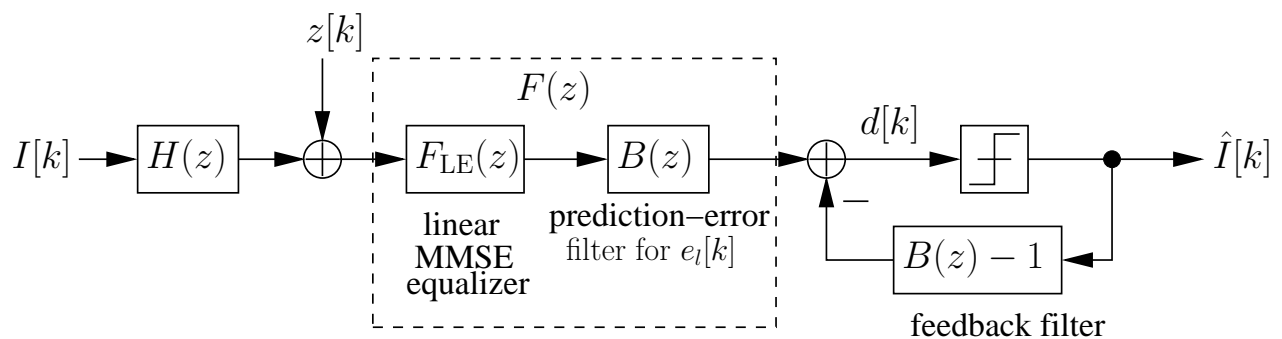 z[k]
F(z)
I[k]
H(z)
F_LE(z)
B(z)
d[k]
Î[k]
linear
MMSE
equalizer
prediction−error
filter for e_l[k]
−
B(z) − 1
feedback filter